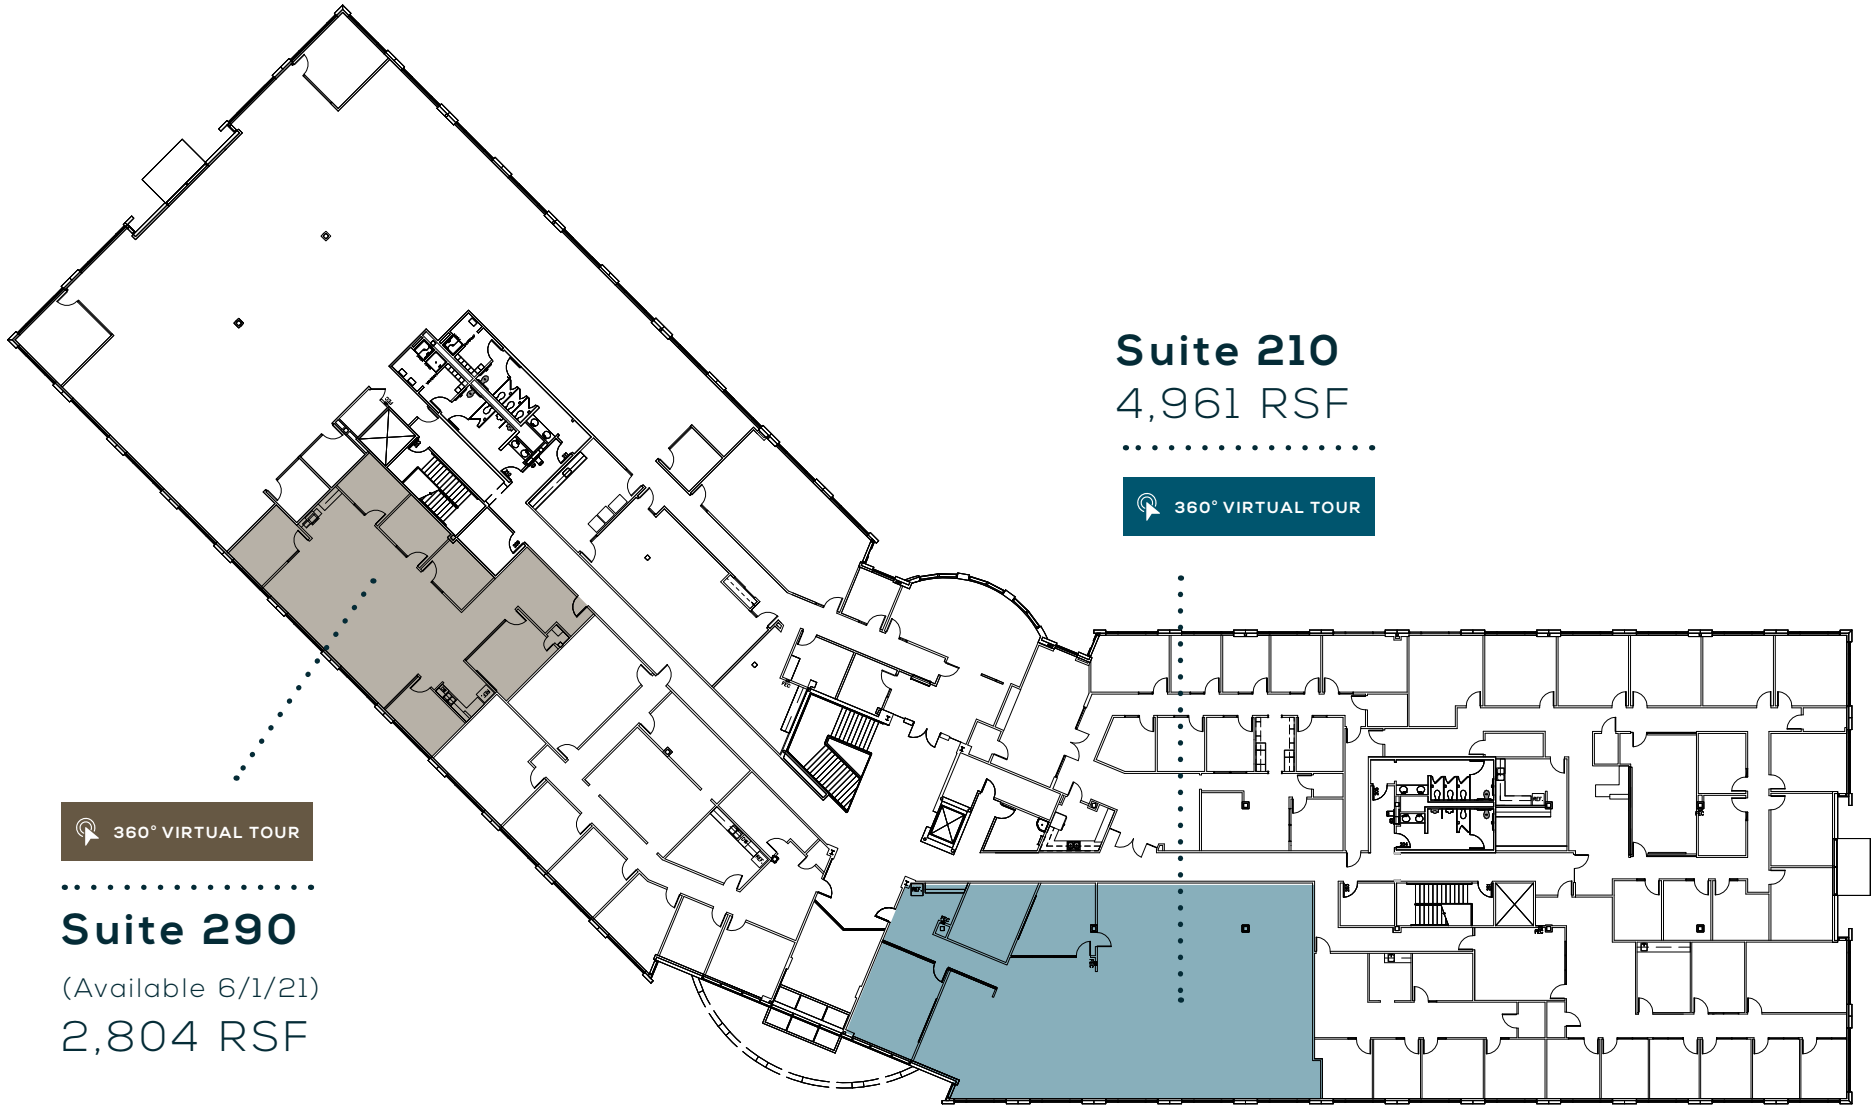 Suite 210
4,961 RSF
360° VIRTUAL TOUR
360° VIRTUAL TOUR
Suite 290
(Available 6/1/21)
2,804 RSF